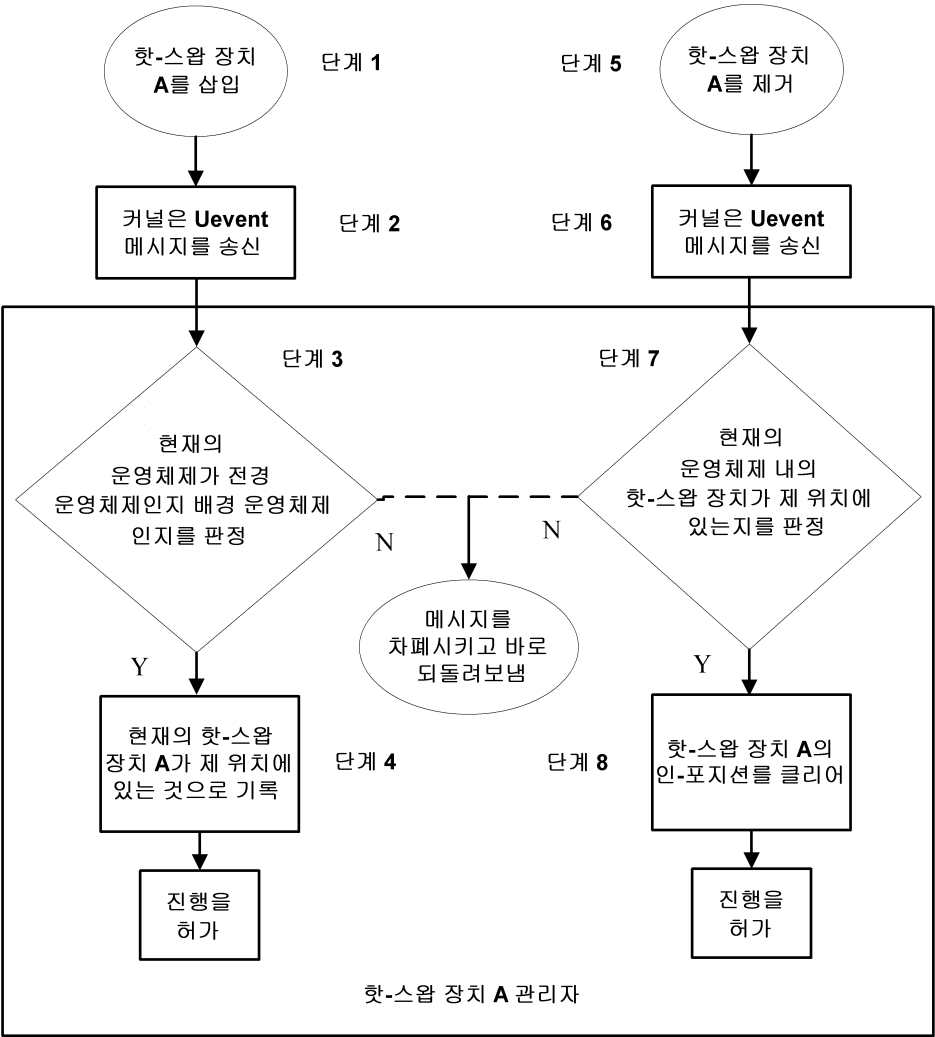 핫-스왑 장치
A를 삽입
단계 1
커널은 Uevent
메시지를 송신
단계 2
단계 3
현재의
운영체제가 전경
운영체제인지 배경 운영체제
인지를 판정
N
Y
현재의 핫-스왑
장치 A가 제 위치에
있는 것으로 기록
단계 4
진행을
허가
단계 5
핫-스왑 장치
A를 제거
단계 6
커널은 Uevent
메시지를 송신
단계 7
현재의
운영체제 내의
핫-스왑 장치가 제 위치에
있는지를 판정
N
메시지를
차폐시키고 바로
되돌려보냄
Y
단계 8
핫-스왑 장치 A의
인-포지션를 클리어
진행을
허가
핫-스왑 장치 A 관리자